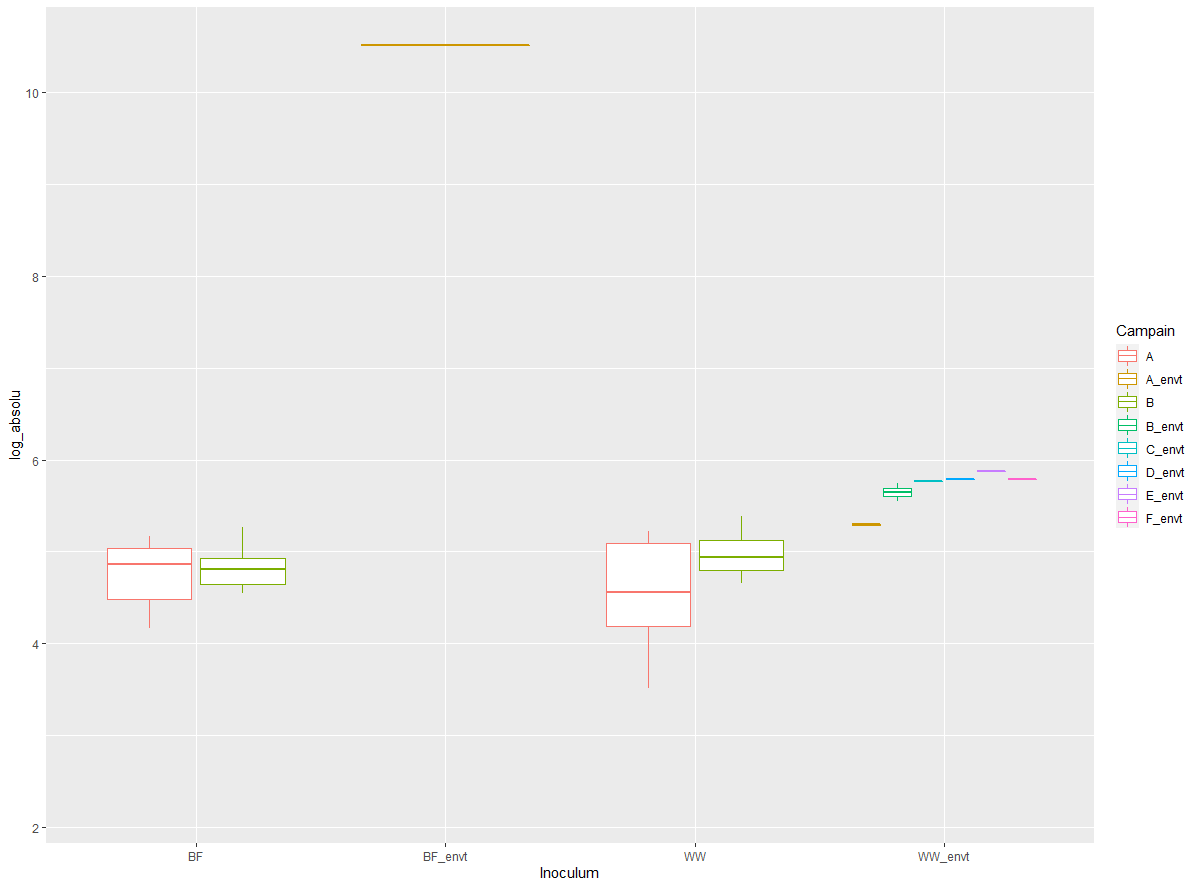 log_absolu
10
8
6
4
2
BF
BF_envt
WW
WW_envt
Inoculum
Campain
A
A_envt
B
B_envt
C_envt
D_envt
E_envt
F_envt